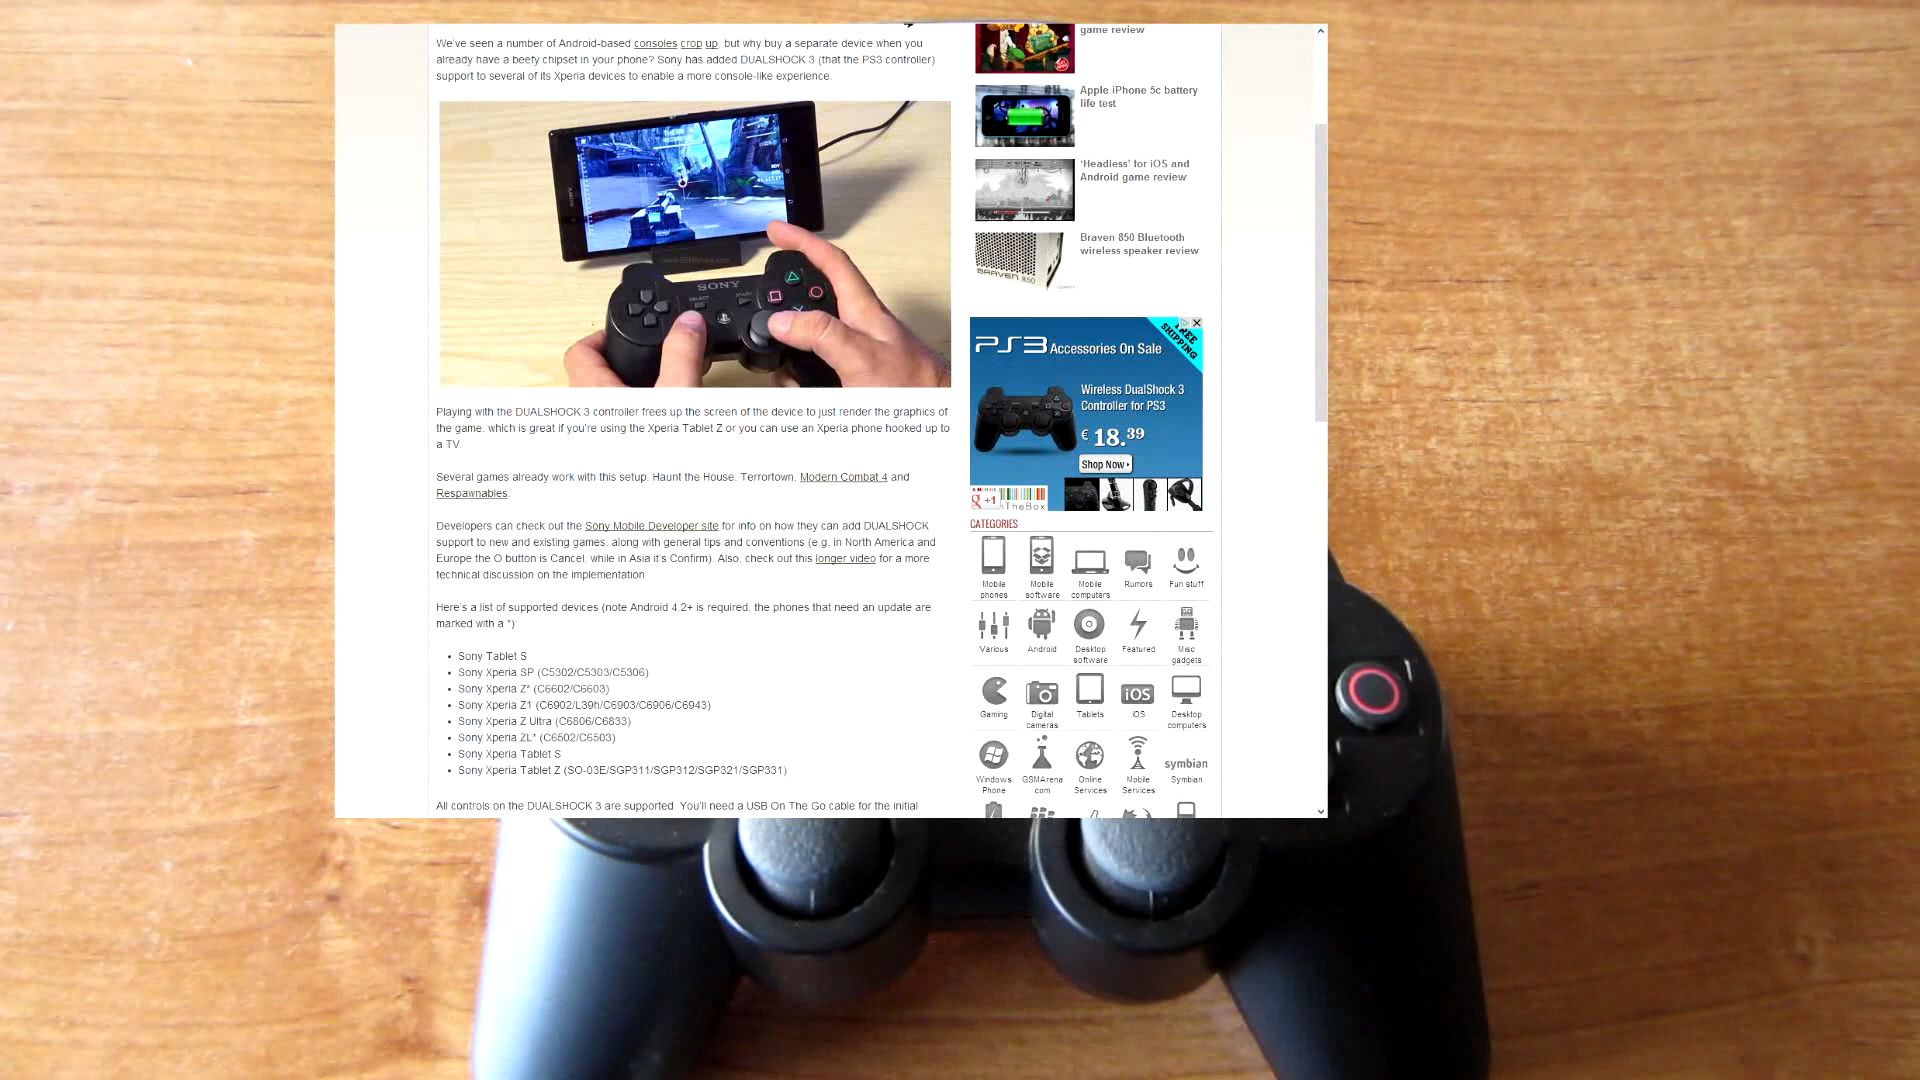 We've seen a number of Android-based consoles crop up, but why buy a separate device when you
already have a beefy chipset in your phone? Sony has added DUALSHOCK 3 (that the PS3 controller)
support to several of its Xperia devices to enable a more console-like experience.
SONY
SONY
SELECT
START
Playing with the DUALSHOCK 3 controller frees up the screen of the device to just render the graphics of
the game, which is great if you're using the Xperia Tablet Z or you can use an Xperia phone hooked up to
a TV.
Several games already work with this setup. Haunt the House: Terrortown, Modern Combat 4 and
Respawnables.
Developers can check out the Sony Mobile Developer site for info on how they can add DUALSHOCK
support to new and existing games, along with general tips and conventions (e.g. in North America and
Europe the O button is Cancel, while in Asia it's Confirm). Also, check out this longer video for a more
technical discussion on the implementation
Here's a list of supported devices (note Android 4.2+ is required, the phones that need an update are
marked with a *):
• Sony Tablet S
• Sony Xperia SP (C5302/C5303/C5306)
• Sony Xperia Z* (C6602/C6603)
• Sony Xperia Z1 (C6902/L39h/C6903/C6906/C6943)
• Sony Xperia Z Ultra (C6806/C6833)
• Sony Xperia ZL* (C6502/C6503)
• Sony Xperia Tablet S
• Sony Xperia Tablet Z (SO-03E/SGP311/SGP312/SGP321/SGP331)
All controls on the DUALSHOCK 3 are supported. You'll need a USB On The Go cable for the initial
game review
Apple iPhone 5c battery
life test
'Headless' for iOS and
Android game review
Braven 850 Bluetooth
wireless speaker review
BRAVEN 850
PS3 Accessories On Sale
FREE
SHIPPING
Wireless DualShock 3
Controller for PS3
€ 18.39
Shop Now
g +1
inTheBox
CATEGORIES
Mobile
phones
Mobile
software
Mobile
computers
Rumors
Fun stuff
Various
Android
Desktop
software
Featured
Misc
gadgets
Gaming
Digital
cameras
Tablets
iOS
iOS
Desktop
computers
Windows
Phone
GSMArena
com
Online
Services
Mobile
Services
symbian
Symbian